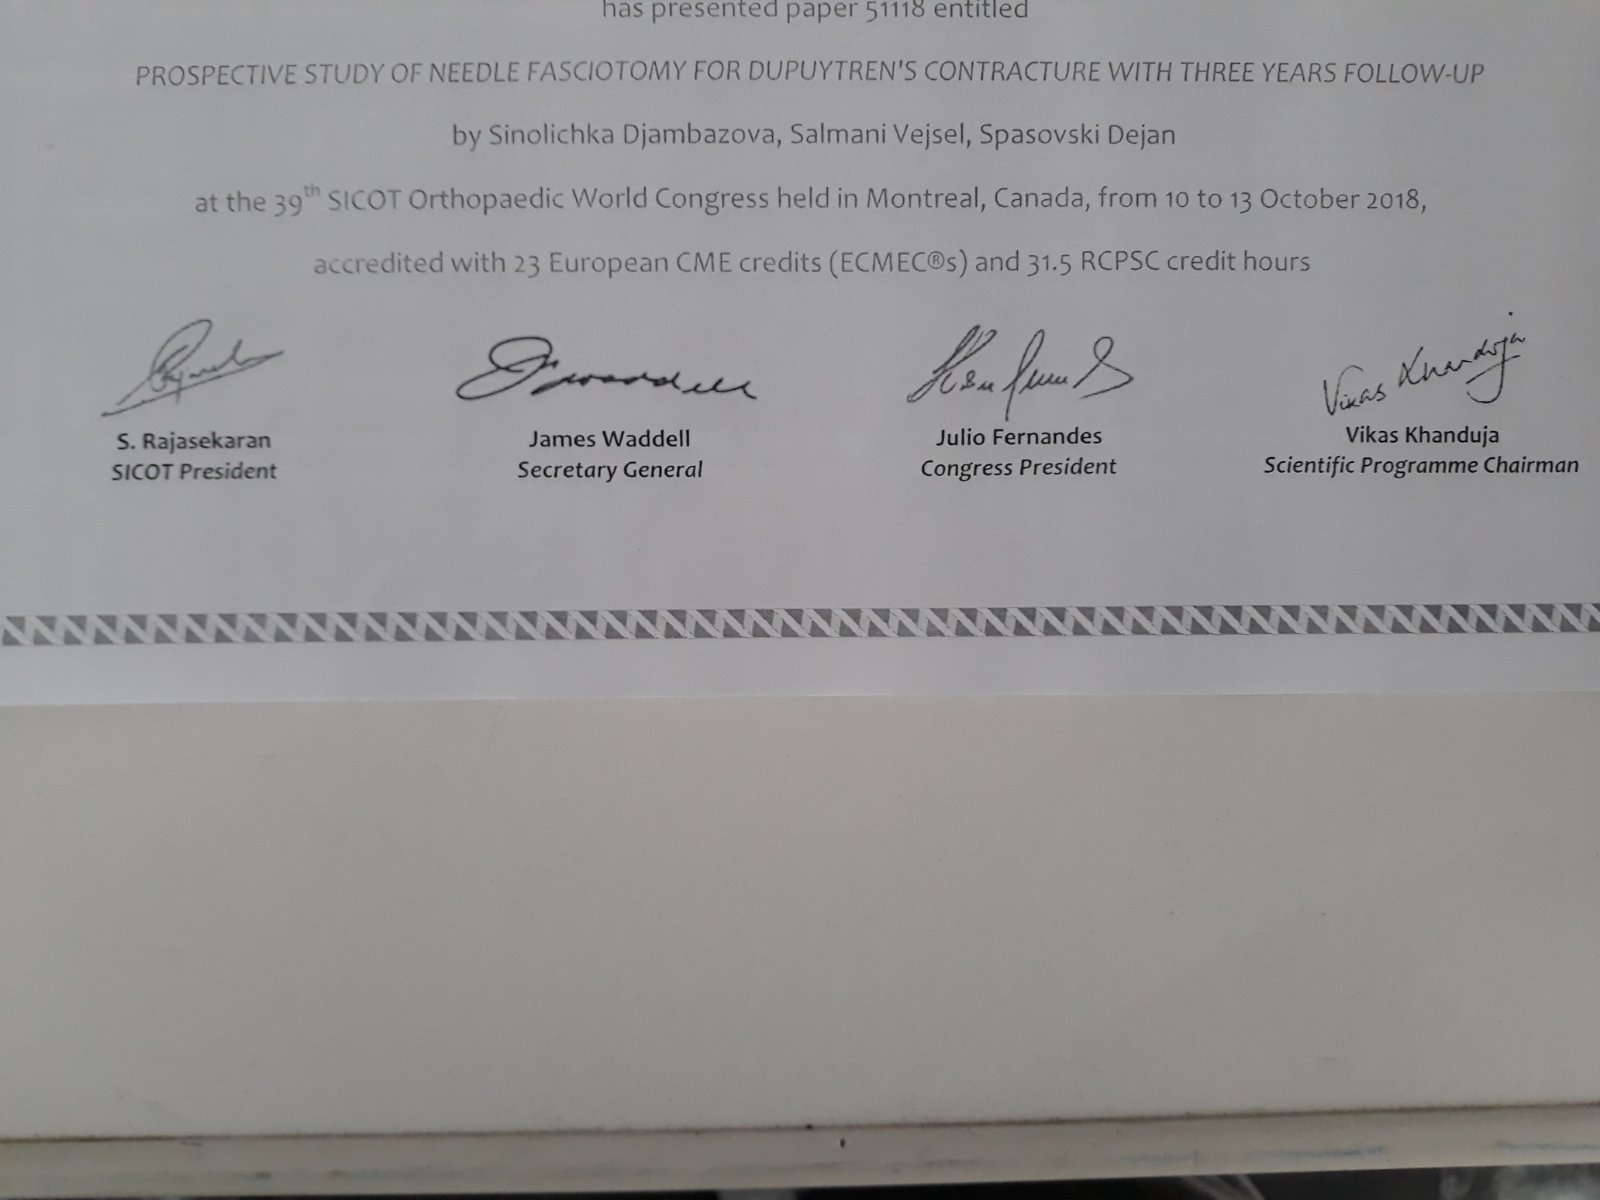 has presented paper 51118 entitled
PROSPECTIVE STUDY OF NEEDLE FASCIOTOMY FOR DUPUYTREN'S CONTRACTURE WITH THREE YEARS FOLLOW-UP
by Sinolichka Djambazova, Salmani Vejsel, Spasovski Dejan
at the 39th SICOT Orthopaedic World Congress held in Montreal, Canada, from 10 to 13 October 2018,
accredited with 23 European CME credits (ECMEC®s) and 31.5 RCPSC credit hours
Vikas Khanduja
S. Rajasekaran James Waddell Julio Fernandes Vikas Khanduja
SICOT President Secretary General Congress President Scientific Programme Chairman